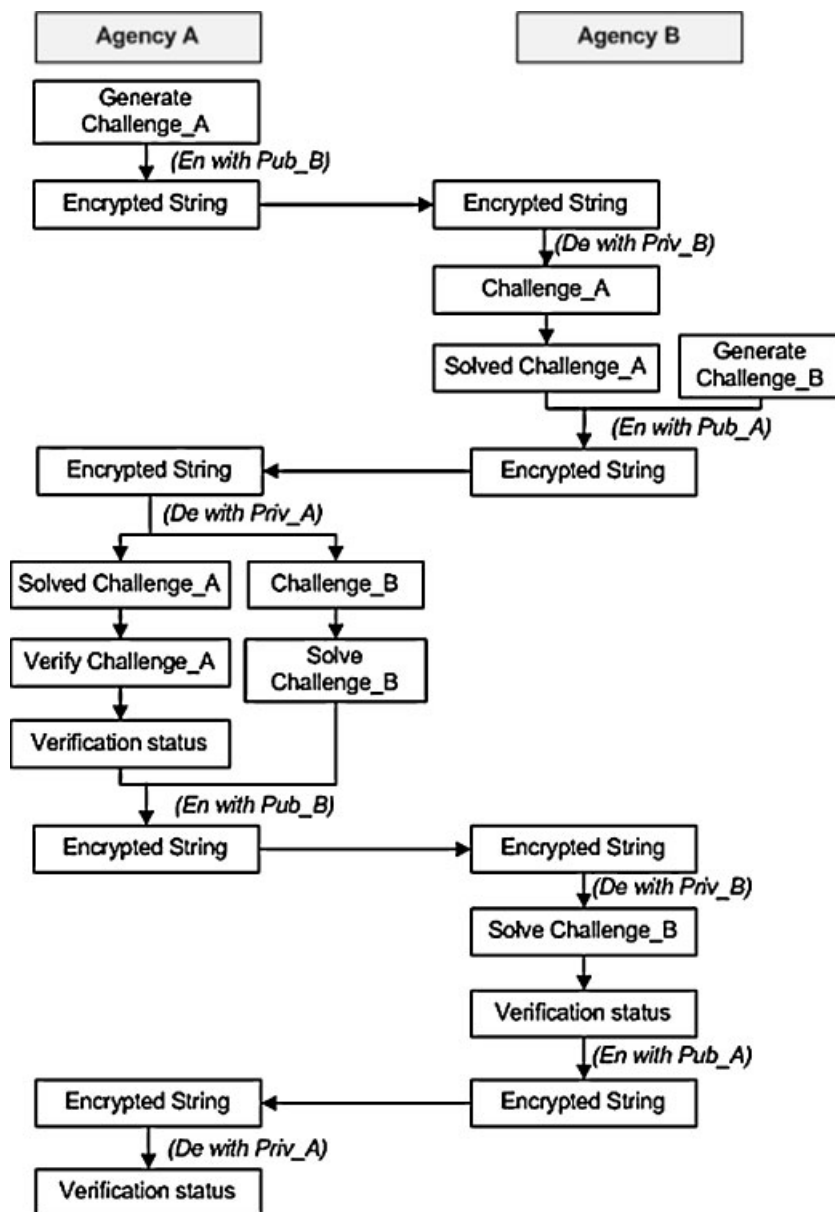 Agency A
Agency B
Generate
Challenge_A
(En with Pub_B)
Encrypted String
Encrypted String
(De with Priv_B)
Challenge_A
Solved Challenge_A
Generate
Challenge_B
(En with Pub_A)
Encrypted String
Encrypted String
(De with Priv_A)
Solved Challenge_A
Challenge_B
Verify Challenge_A
Solve
Challenge_B
Verification status
(En with Pub_B)
Encrypted String
Encrypted String
(De with Priv_B)
Solve Challenge_B
Verification status
(En with Pub_A)
Encrypted String
Encrypted String
(De with Priv_A)
Verification status